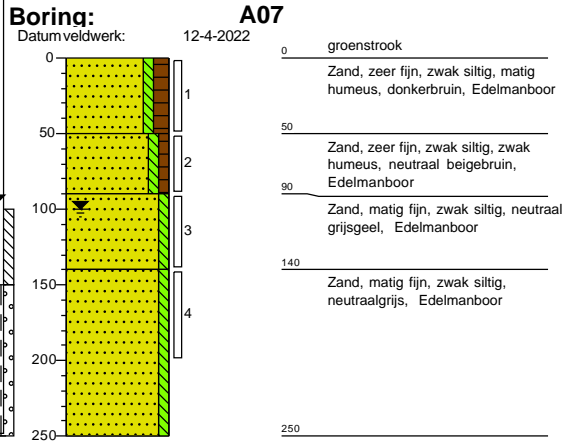 Boring: A07
Datum veldwerk: 12-4-2022
0
50
100
150
200
250
1
2
3
4
0 groenstrook
Zand, zeer fijn, zwak siltig, matig
humeus, donkerbruin, Edelmanboor
50
Zand, zeer fijn, zwak siltig, zwak
humeus, neutraal beigebruin,
Edelmanboor
90
Zand, matig fijn, zwak siltig, neutraal
grijsgeel, Edelmanboor
140
Zand, matig fijn, zwak siltig,
neutraalgrijs, Edelmanboor
250